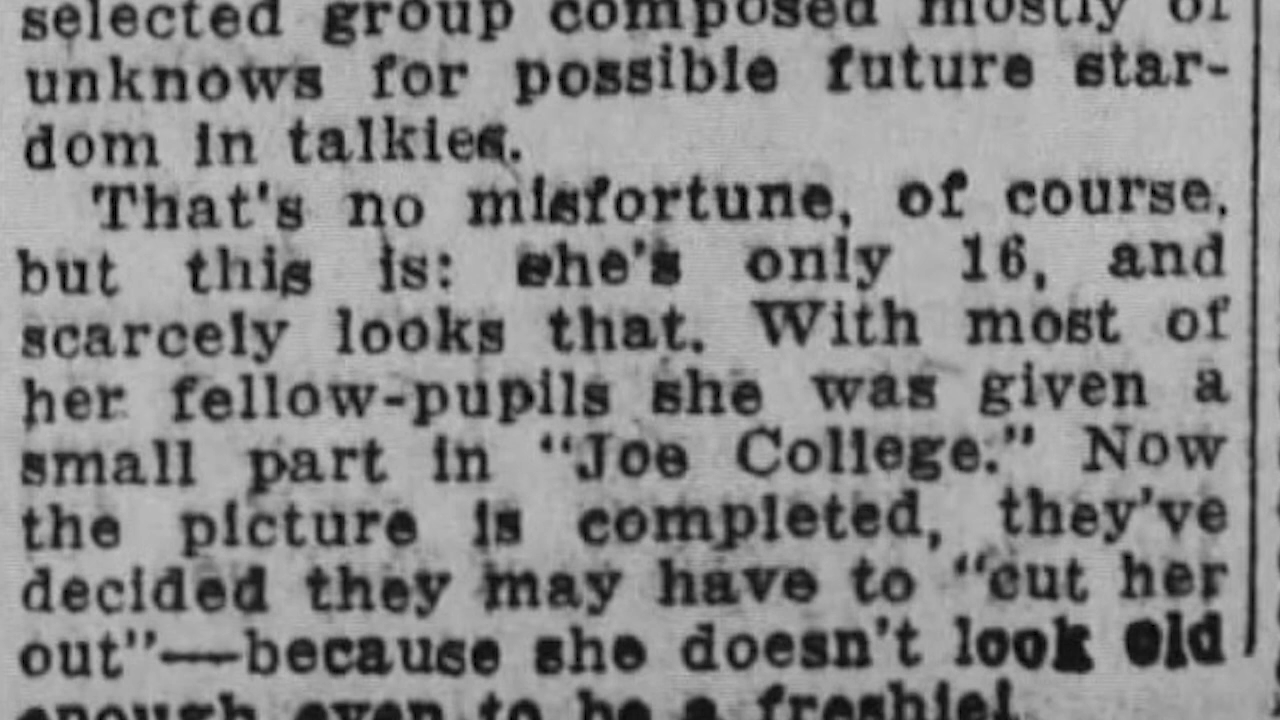 selected group composed mostly of
unknows for possible future star-
dom in talkies.
That's no misfortune, of course,
but this is: she's only 16, and
scarcely looks that. With most of
her fellow-pupils she was given a
small part in "Joe College." Now
the picture is completed, they've
decided they may have to "cut her
out"—because she doesn't look old
enough even to be a freshie!